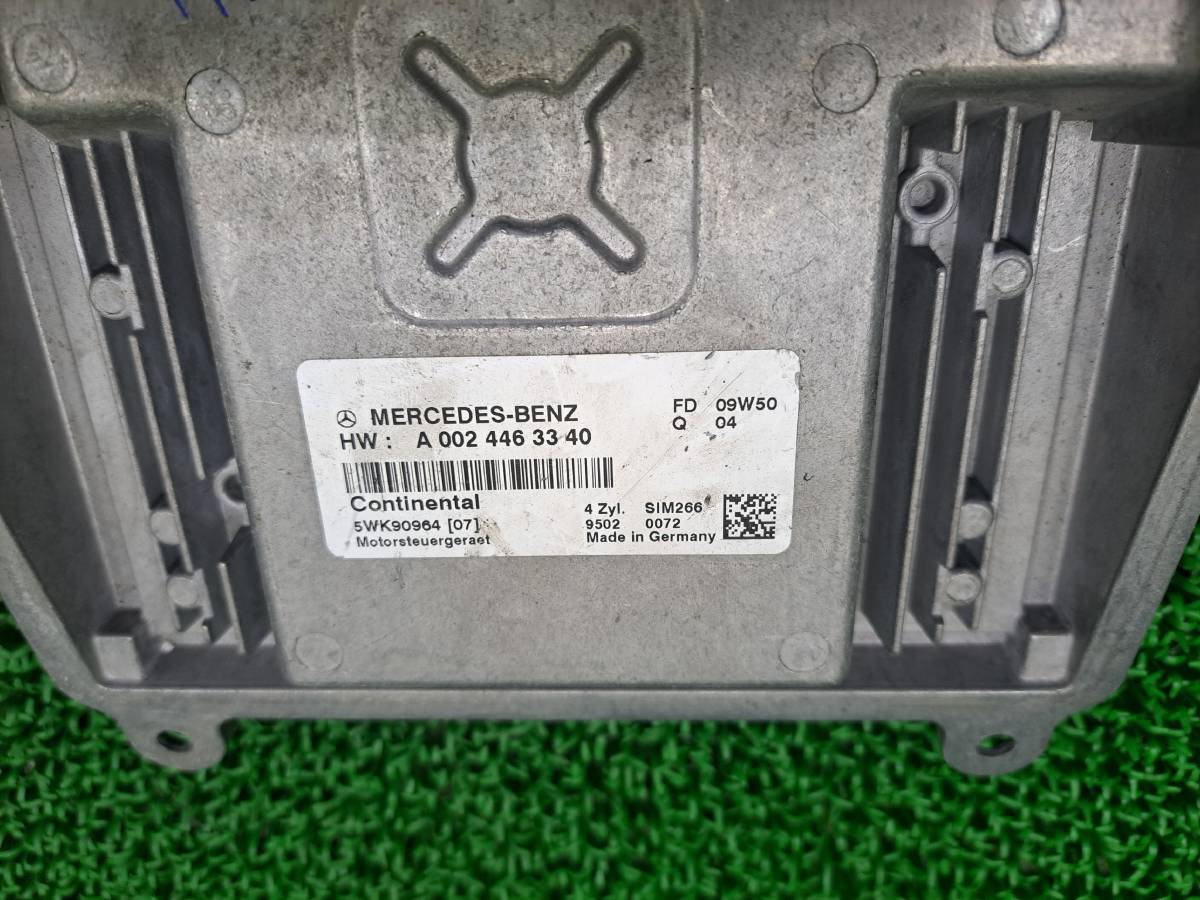 MERCEDES-BENZ
HW : A 002 446 33 40
FD 09W50
Q 04
Continental
5WK90964 [07]
Motorsteuergeraet
4 Zyl. SIM266
9502 0072
Made in Germany